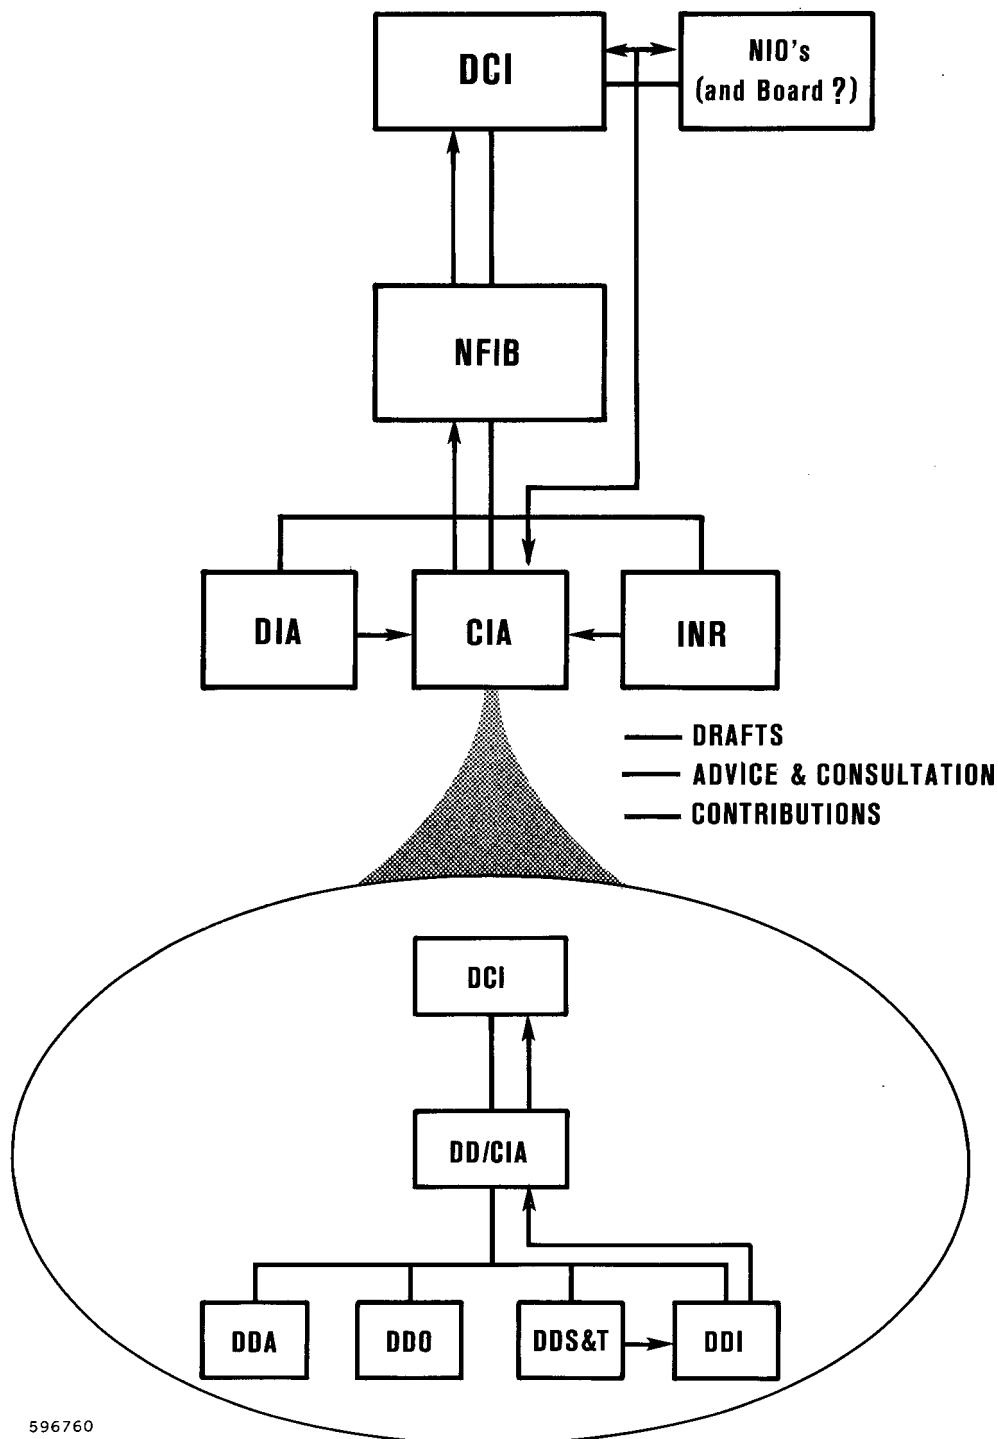 DCI
NIO's
(and Board ?)
NFIB
DIA
CIA
INR
DRAFTS
ADVICE & CONSULTATION
CONTRIBUTIONS
DCI
DD/CIA
DDA
DDO
DDS&T
DDI
596760